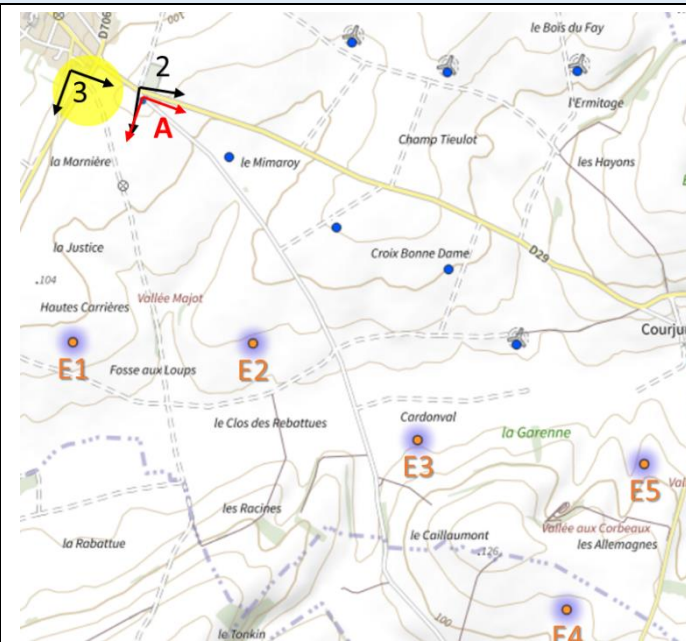 le Bois du Fay
D706
100
2
3
A
l'Ermitage
Champ Tieulot
la Marnière
le Mimaroy
les Hayons
la Justice
Croix Bonne Dame
D29
.104
Vallée Majot
Hautes Carrières
Courju
E1
Fosse aux Loups
E2
le Clos des Rebattues
Cardonval
la Garenne
E3
E5
Val
les Racines
Vallée aux Corbeaux
la Rabattue
le Caillaumont
les Allemagnes
.126
100
E4
le Tonkin